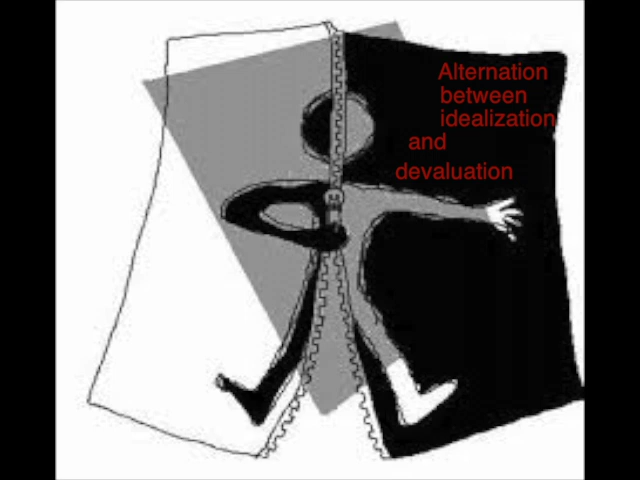 Alternation
between
idealization
and
devaluation